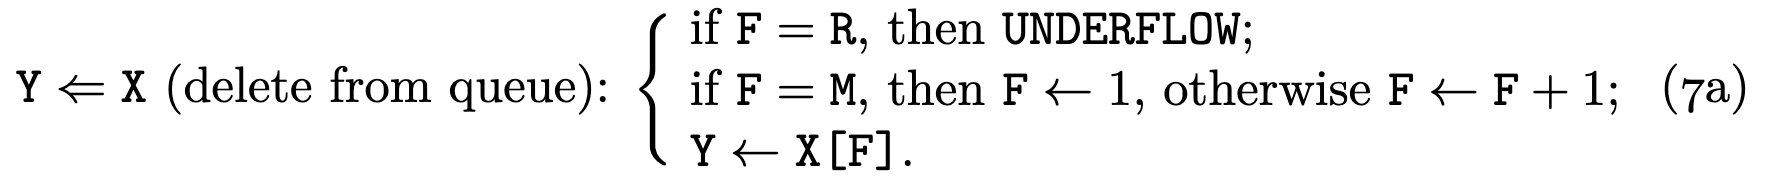 if F = R, then UNDERFLOW;
Y ⇐ X (delete from queue): { if F = M, then F ← 1, otherwise F ← F + 1; (7a)
Y ← X[F].